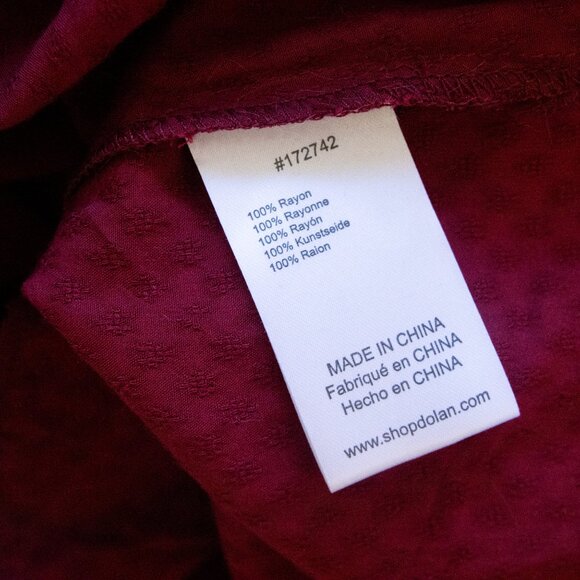 #172742
100% Rayon
100% Rayonne
100% Rayón
100% Kunstseide
100% Raion
MADE IN CHINA
Fabriqué en CHINA
Hecho en CHINA
www.shopdolan.com